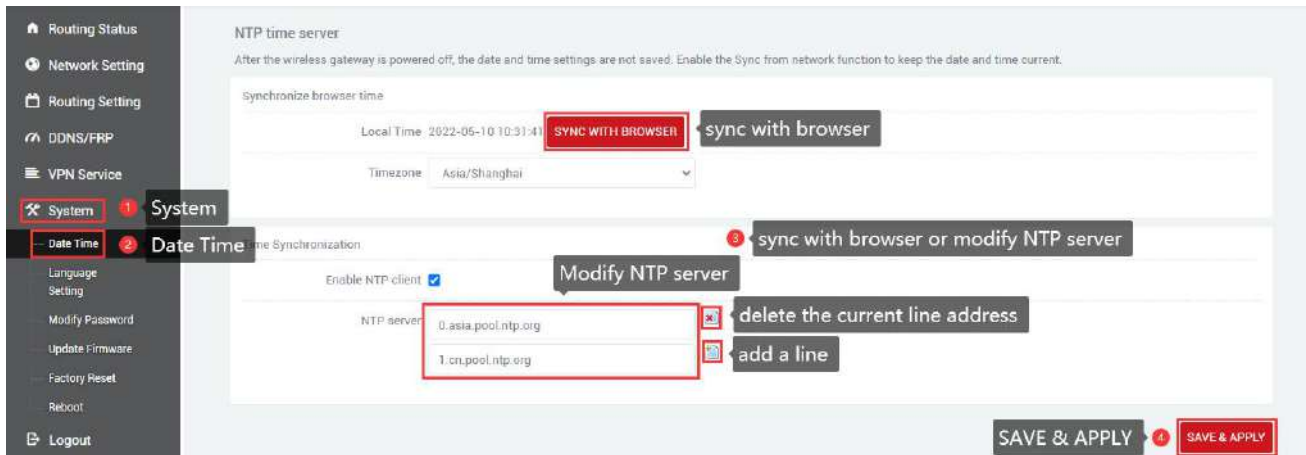 Routing Status
Network Setting
Routing Setting
DDNS/FRP
VPN Service
System
1 System
Date Time
2 Date Time
Language
Setting
Modify Password
Update Firmware
Factory Reset
Reboot
Logout
NTP time server
After the wireless gateway is powered off, the date and time settings are not saved. Enable the Sync from network function to keep the date and time current.
Synchronize browser time
Local Time 2022-05-10 10:31:41 SYNC WITH BROWSER sync with browser
Timezone Asia/Shanghai
Time Synchronization
3 sync with browser or modify NTP server
Enable NTP client
Modify NTP server
NTP server 0.asia.pool.ntp.org
delete the current line address
1.cn.pool.ntp.org
add a line
SAVE & APPLY 4 SAVE & APPLY